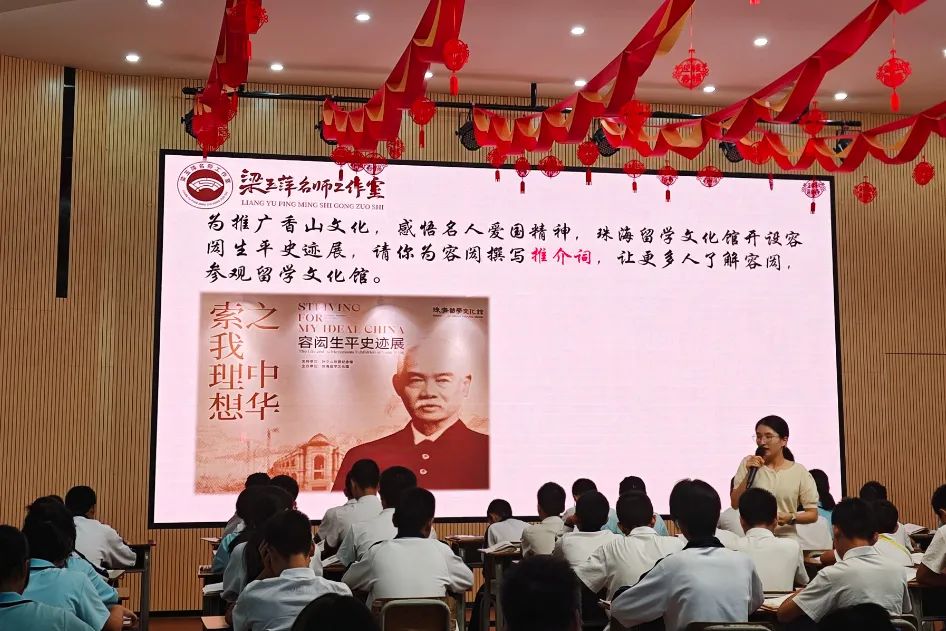 梁玉萍名师工作室
LIANG YU PING MING SHI GONG ZUO SHI
为推广香山文化，感悟名人爱国精神，珠海留学文化馆开设容
闳生平史迹展，请你为容闳撰写推介词，让更多人了解容闳，
参观留学文化馆。
索我理想
之中华
STRIVING
FOR
MY IDEAL CHINA
容闳生平史迹展
珠海留学文化馆